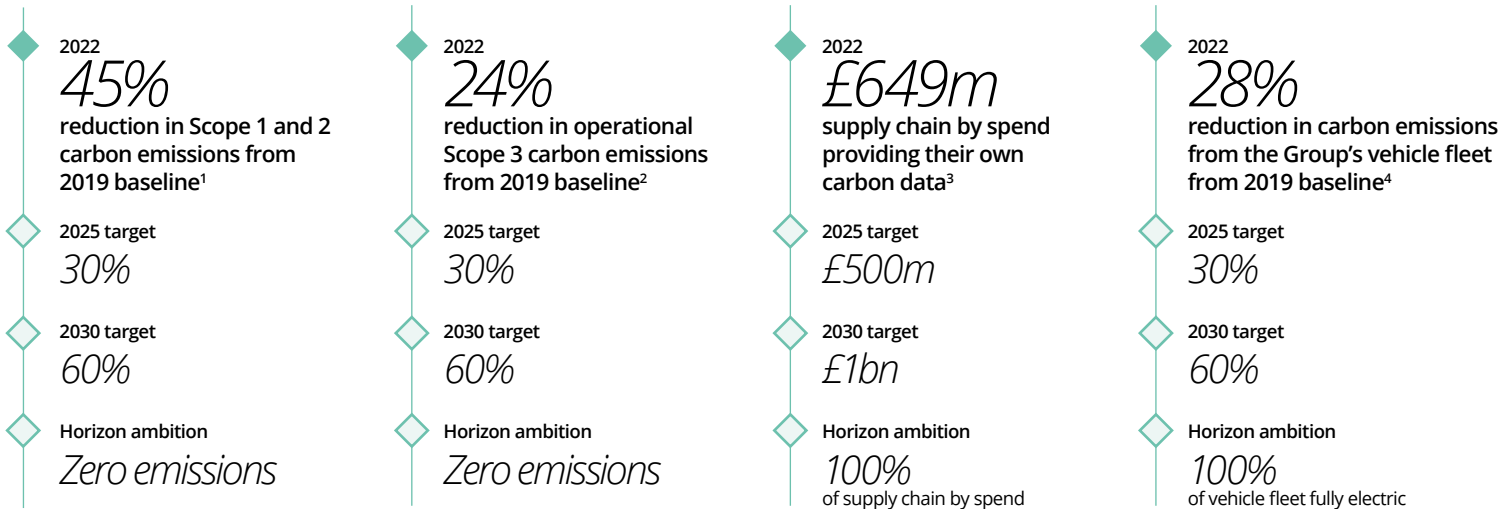 2022
45%
reduction in Scope 1 and 2
carbon emissions from
2019 baseline¹
2025 target
30%
2030 target
60%
Horizon ambition
Zero emissions
2022
24%
reduction in operational
Scope 3 carbon emissions
from 2019 baseline²
2025 target
30%
2030 target
60%
Horizon ambition
Zero emissions
2022
£649m
supply chain by spend
providing their own
carbon data³
2025 target
£500m
2030 target
£1bn
Horizon ambition
100%
of supply chain by spend
2022
28%
reduction in carbon emissions
from the Group’s vehicle fleet
from 2019 baseline⁴
2025 target
30%
2030 target
60%
Horizon ambition
100%
of vehicle fleet fully electric